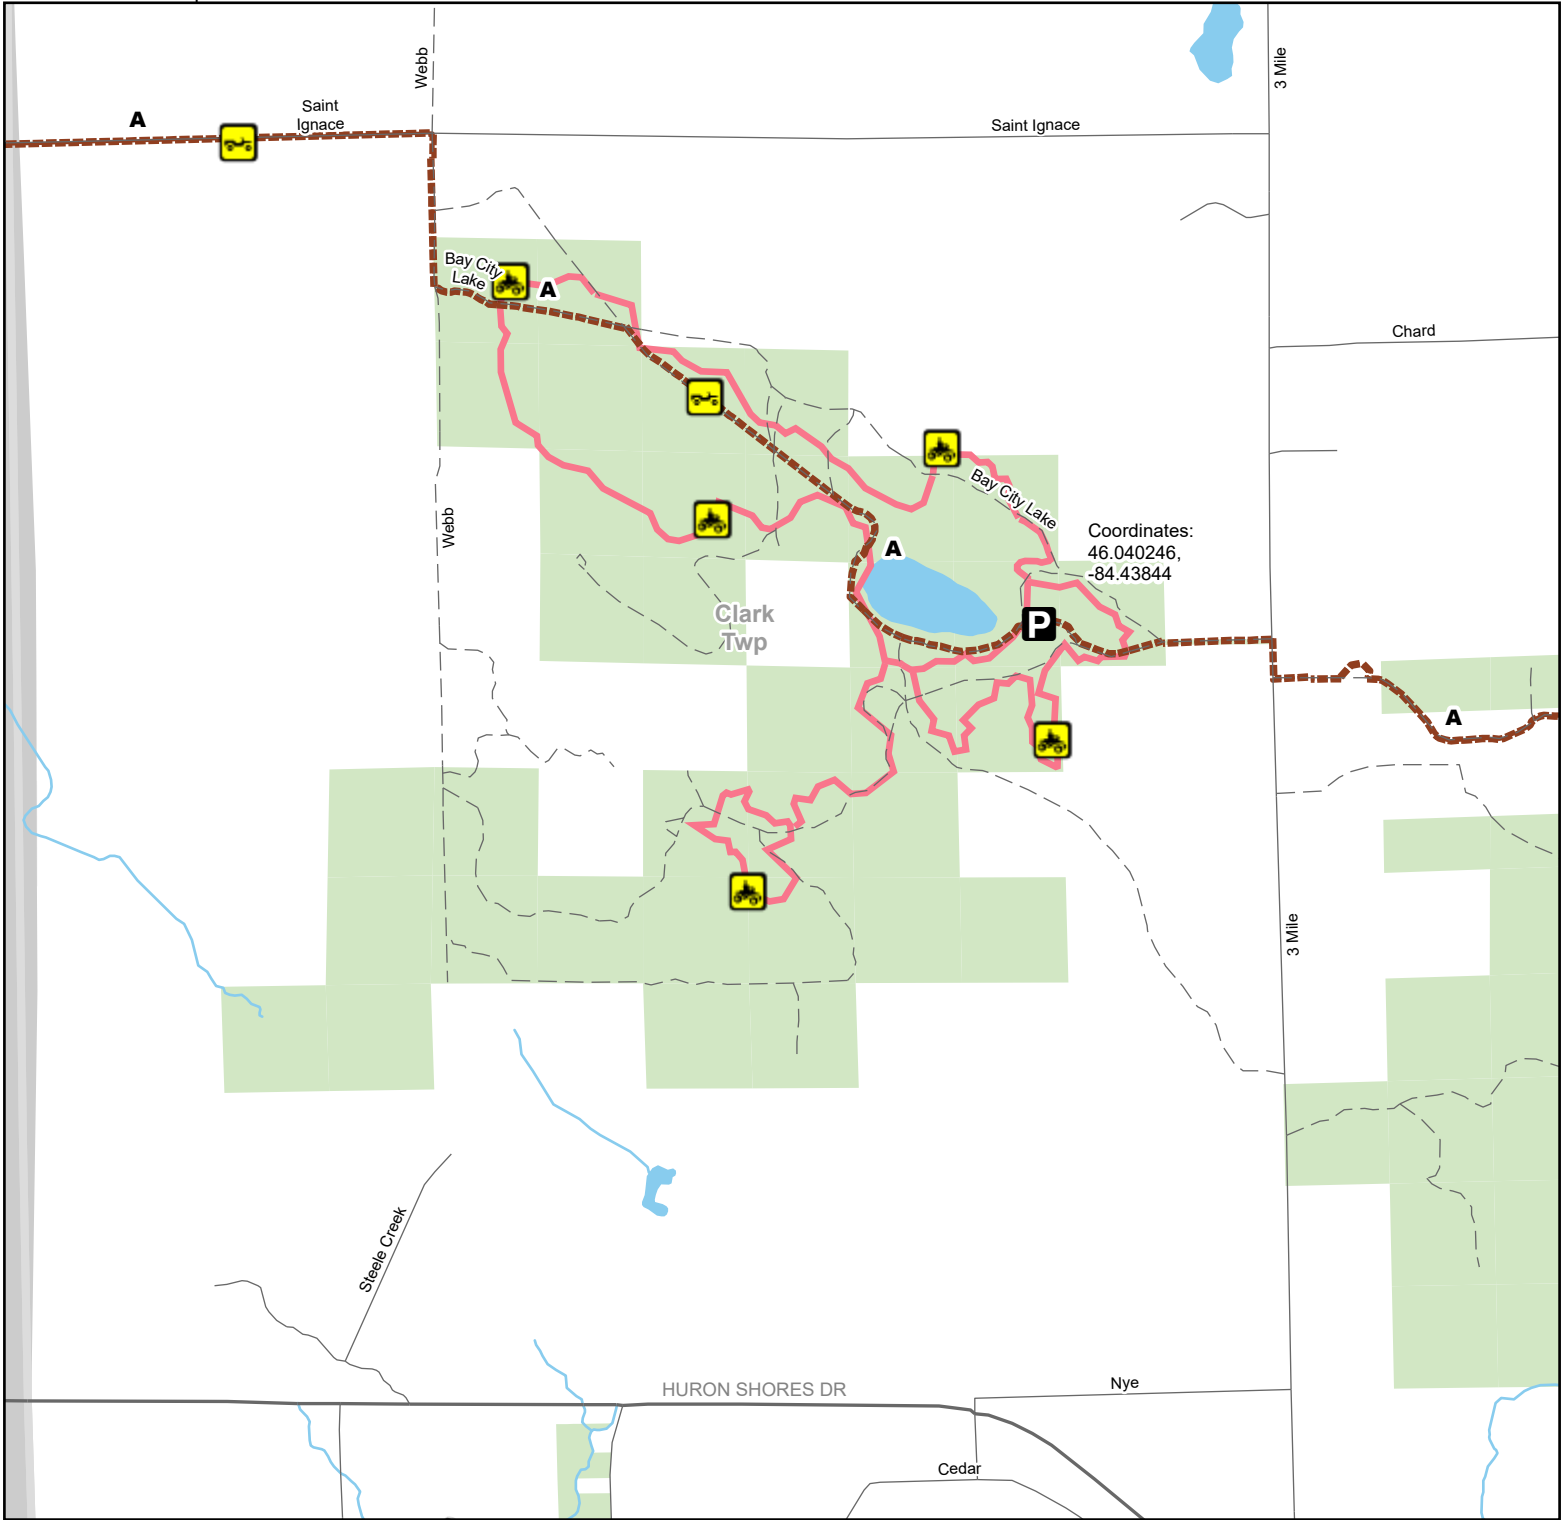 Webb
3 Mile
A
Saint
Ignace
Saint Ignace
Bay City
Lake
A
Chard
Bay City Lake
Webb
Coordinates:
46.040246,
-84.43844
A
Clark
Twp
P
A
3 Mile
Steele Creek
HURON SHORES DR
Nye
Cedar